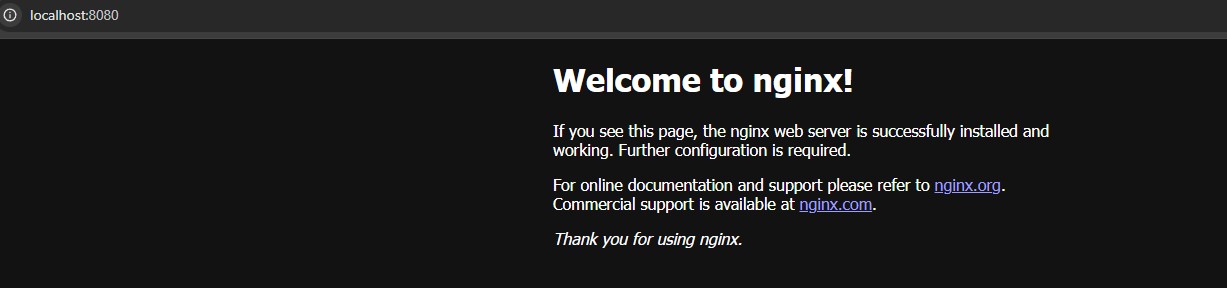 localhost:8080
Welcome to nginx!
If you see this page, the nginx web server is successfully installed and
working. Further configuration is required.
For online documentation and support please refer to nginx.org.
Commercial support is available at nginx.com.
Thank you for using nginx.